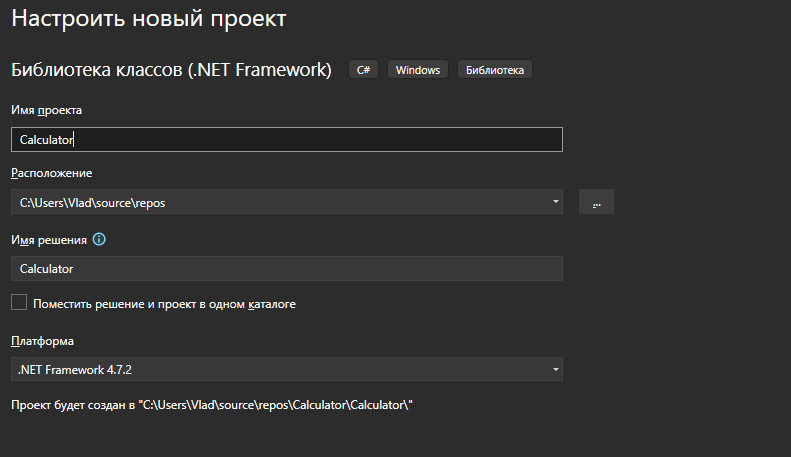 Настроить новый проект
Библиотека классов (.NET Framework) C# Windows Библиотека
Имя проекта
Calculator
Расположение
C:\Users\Vlad\source\repos
...
Имя решения
Calculator
Поместить решение и проект в одном каталоге
Платформа
.NET Framework 4.7.2
Проект будет создан в "C:\Users\Vlad\source\repos\Calculator\Calculator\"